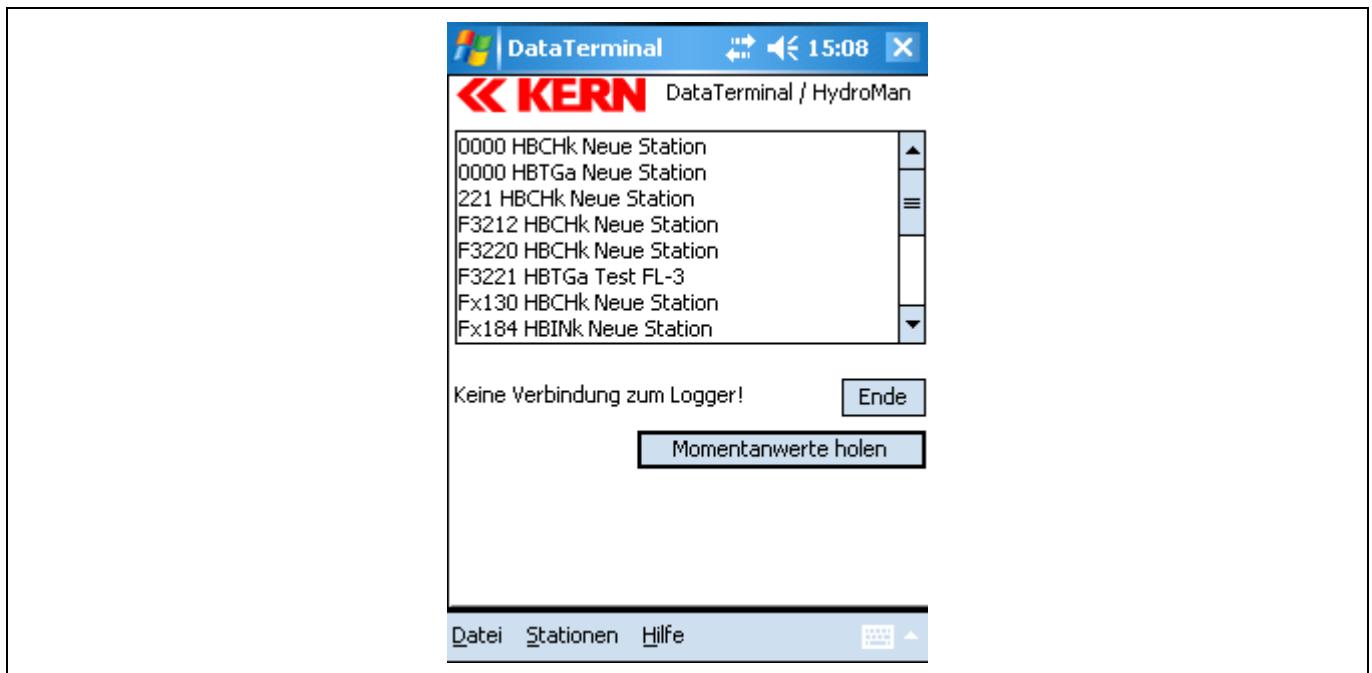 DataTerminal 15:08
KERN DataTerminal / HydroMan
0000 HBCHk Neue Station
0000 HBTGa Neue Station
221 HBCHk Neue Station
F3212 HBCHk Neue Station
F3220 HBCHk Neue Station
F3221 HBTGa Test FL-3
Fx130 HBCHk Neue Station
Fx184 HBINk Neue Station
Keine Verbindung zum Logger! Ende
Momentanwerte holen
Datei Stationen Hilfe